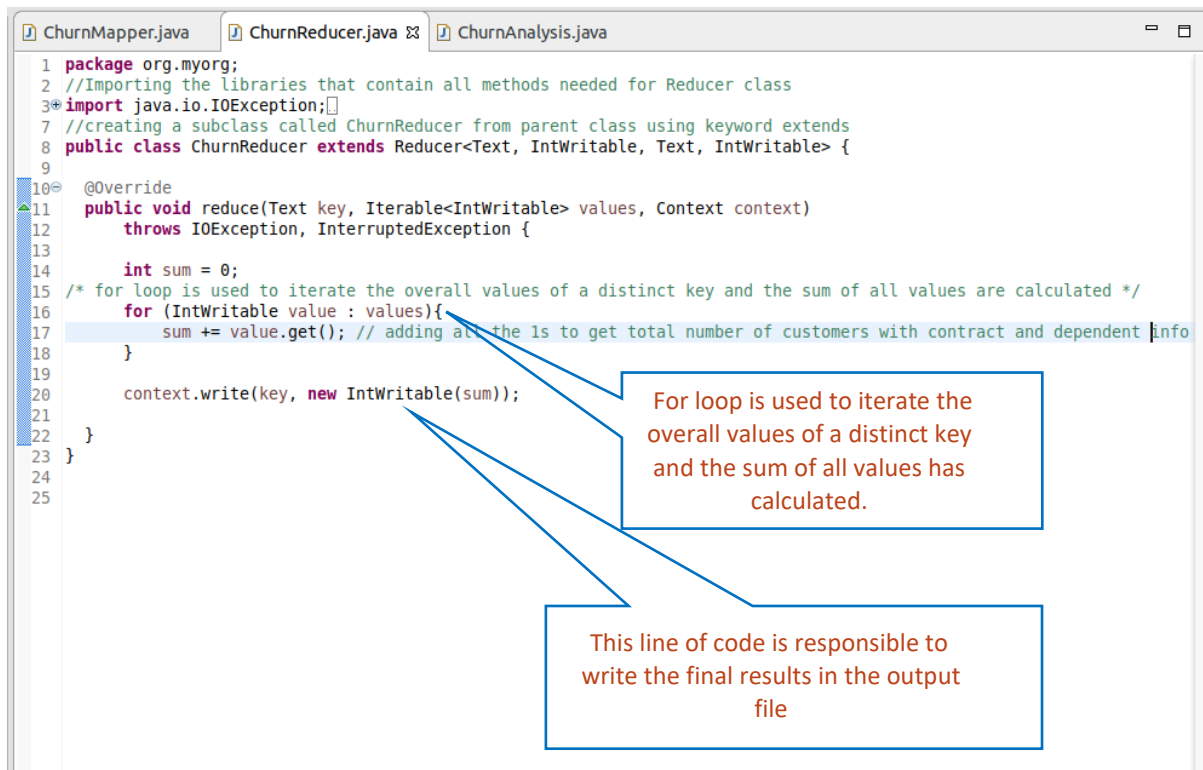 ChurnMapper.java ChurnReducer.java ChurnAnalysis.java
1 package org.myorg;
2 //Importing the libraries that contain all methods needed for Reducer class
3 import java.io.IOException;
7 //creating a subclass called ChurnReducer from parent class using keyword extends
8 public class ChurnReducer extends Reducer<Text, IntWritable, Text, IntWritable> {
9
10 @Override
11 public void reduce(Text key, Iterable<IntWritable> values, Context context)
12 throws IOException, InterruptedException {
13
14 int sum = 0;
15 /* for loop is used to iterate the overall values of a distinct key and the sum of all values are calculated */
16 for (IntWritable value : values){
17 sum += value.get(); // adding all the 1s to get total number of customers with contract and dependent info
18 }
19
20 context.write(key, new IntWritable(sum));
21
22 }
23 }
24
25
For loop is used to iterate the
overall values of a distinct key
and the sum of all values has
calculated.
This line of code is responsible to
write the final results in the output
file